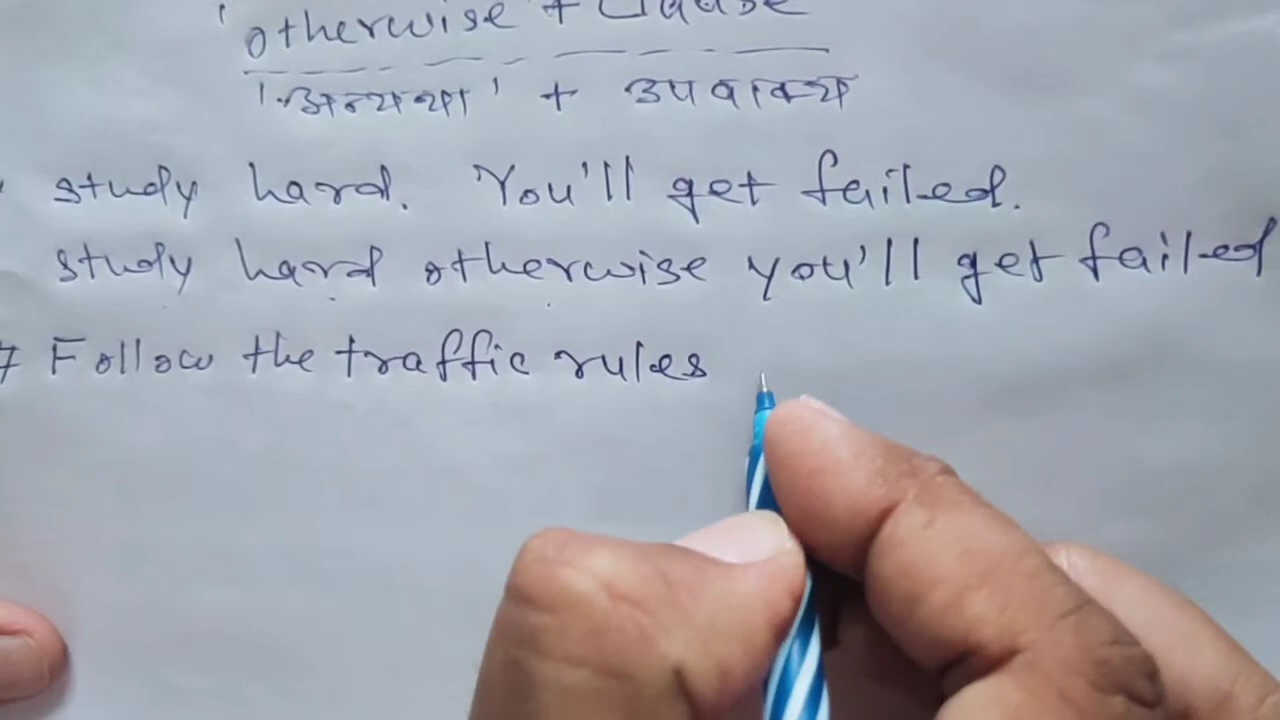 'otherwise + Clause
'अन्यथा' + उपवाक्य
study hard. You'll get failed.
study hard otherwise you'll get failed
# Follow the traffic rules